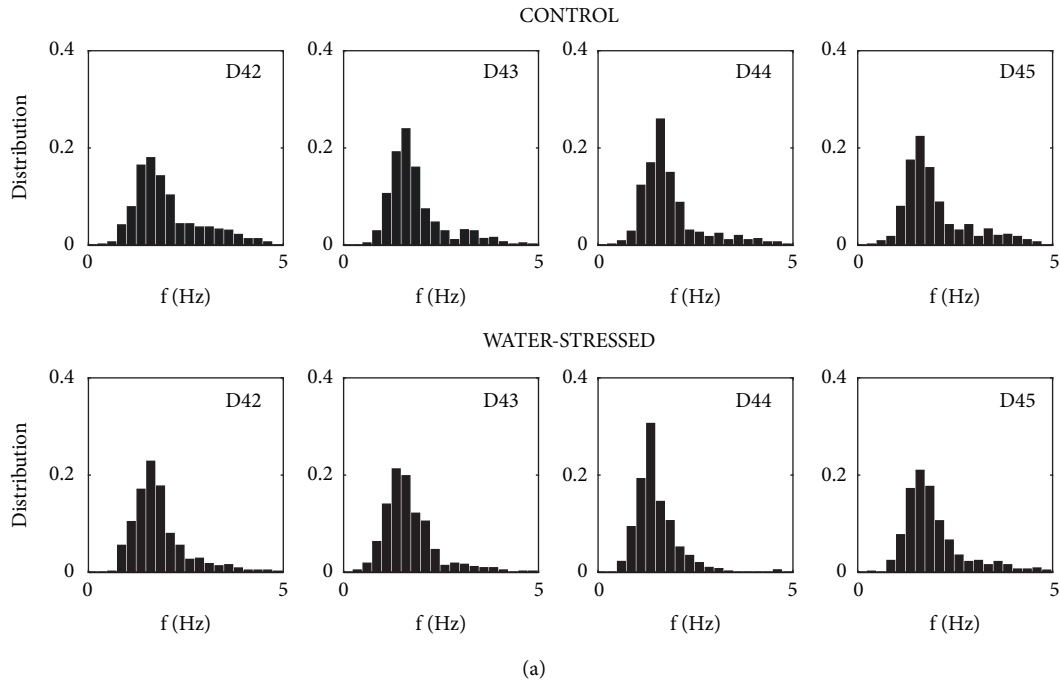 CONTROL
0.4 0.4 0.4 0.4
D42 D43 D44 D45
Distribution
0.2 0.2 0.2 0.2
0 0 0 0
0 5 0 5 0 5 0 5
f (Hz) f (Hz) f (Hz) f (Hz)
WATER-STRESSED
0.4 0.4 0.4 0.4
D42 D43 D44 D45
Distribution
0.2 0.2 0.2 0.2
0 0 0 0
0 5 0 5 0 5 0 5
f (Hz) f (Hz) f (Hz) f (Hz)
(a)